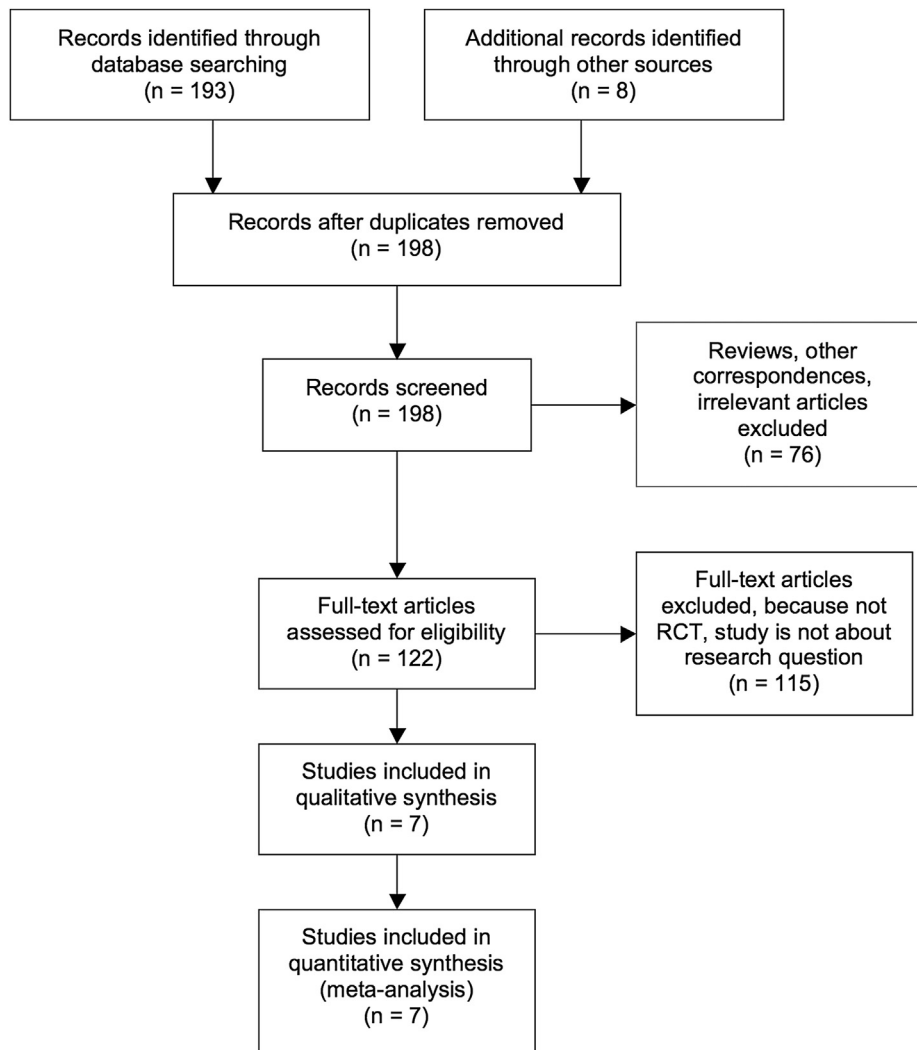 Records identified through
database searching
(n = 193)
Additional records identified
through other sources
(n = 8)
Records after duplicates removed
(n = 198)
Records screened
(n = 198)
Reviews, other
correspondences,
irrelevant articles
excluded
(n = 76)
Full-text articles
assessed for eligibility
(n = 122)
Full-text articles
excluded, because not
RCT, study is not about
research question
(n = 115)
Studies included in
qualitative synthesis
(n = 7)
Studies included in
quantitative synthesis
(meta-analysis)
(n = 7)